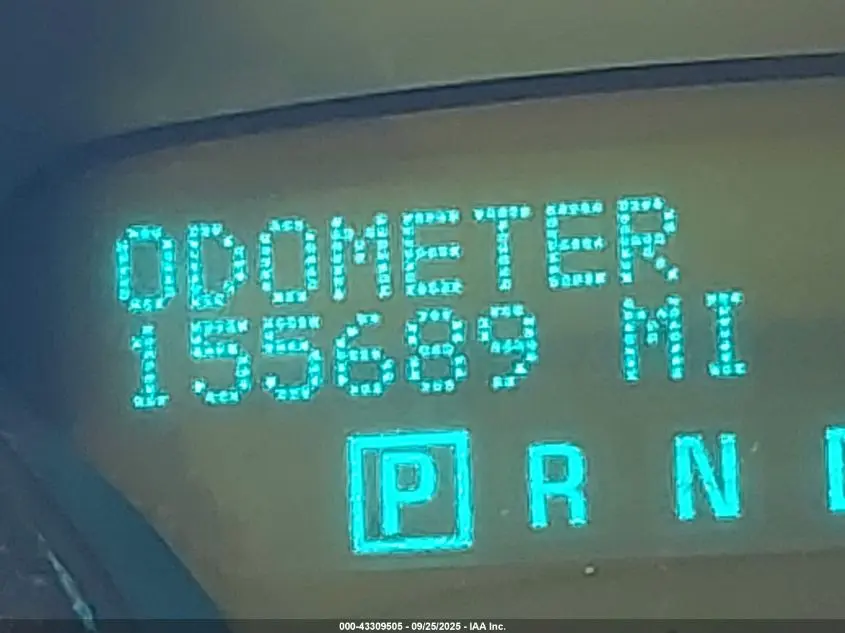 ODOMETER
155689 MI
P R N
000-43309505 - 09/25/2025 - IAA Inc.